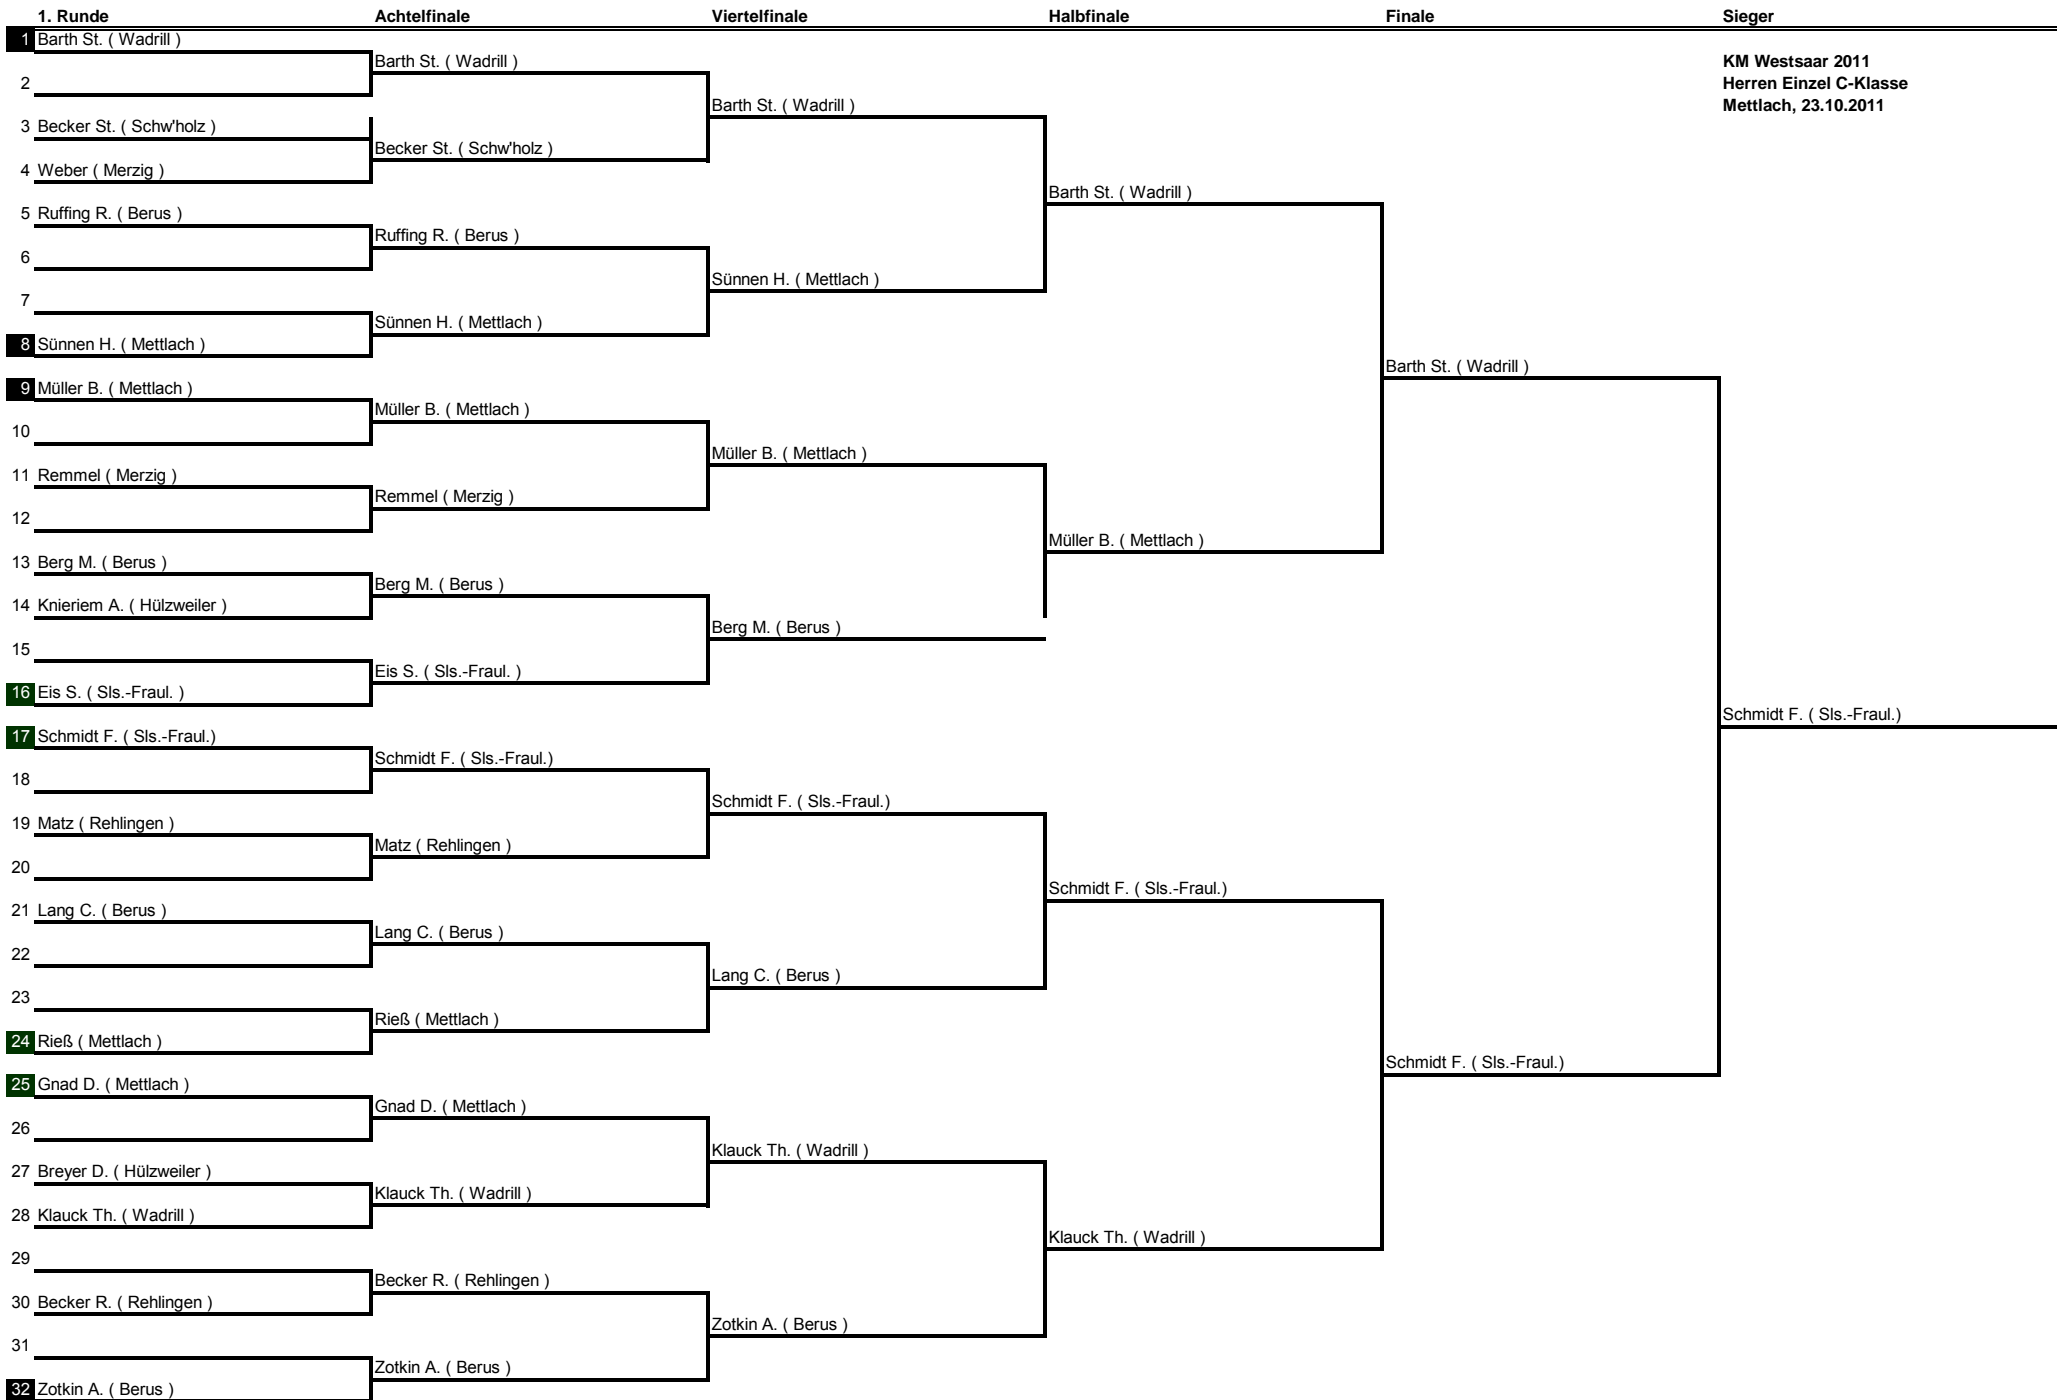 1. Runde Achtelfinale Viertelfinale Halbfinale Finale Sieger
1 Barth St. ( Wadrill )
Barth St. ( Wadrill )
KM Westsaar 2011
2
Herren Einzel C-Klasse
Barth St. ( Wadrill )
Mettlach, 23.10.2011
3 Becker St. ( Schw'holz )
Becker St. ( Schw'holz )
4 Weber ( Merzig )
Barth St. ( Wadrill )
5 Ruffing R. ( Berus )
Ruffing R. ( Berus )
6
Sünnen H. ( Mettlach )
7
Sünnen H. ( Mettlach )
8 Sünnen H. ( Mettlach )
Barth St. ( Wadrill )
9 Müller B. ( Mettlach )
Müller B. ( Mettlach )
10
Müller B. ( Mettlach )
11 Remmel ( Merzig )
Remmel ( Merzig )
12
Müller B. ( Mettlach )
13 Berg M. ( Berus )
Berg M. ( Berus )
14 Knieriem A. ( Hülzweiler )
Berg M. ( Berus )
15
Eis S. ( Sls.-Fraul. )
16 Eis S. ( Sls.-Fraul. )
Schmidt F. ( Sls.-Fraul.)
17 Schmidt F. ( Sls.-Fraul.)
Schmidt F. ( Sls.-Fraul.)
18
Schmidt F. ( Sls.-Fraul.)
19 Matz ( Rehlingen )
Matz ( Rehlingen )
20
Schmidt F. ( Sls.-Fraul.)
21 Lang C. ( Berus )
Lang C. ( Berus )
22
Lang C. ( Berus )
23
Rieß ( Mettlach )
24 Rieß ( Mettlach )
Schmidt F. ( Sls.-Fraul.)
25 Gnad D. ( Mettlach )
Gnad D. ( Mettlach )
26
Klauck Th. ( Wadrill )
27 Breyer D. ( Hülzweiler )
Klauck Th. ( Wadrill )
28 Klauck Th. ( Wadrill )
Klauck Th. ( Wadrill )
29
Becker R. ( Rehlingen )
30 Becker R. ( Rehlingen )
Zotkin A. ( Berus )
31
Zotkin A. ( Berus )
32 Zotkin A. ( Berus )